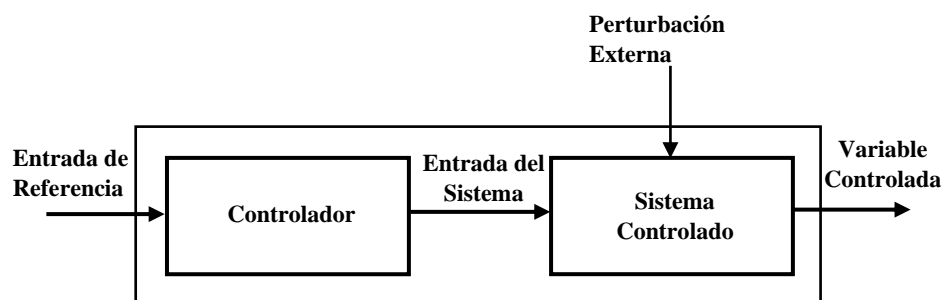 Perturbación
Externa
Entrada de
Referencia
Controlador
Entrada del
Sistema
Sistema
Controlado
Variable
Controlada